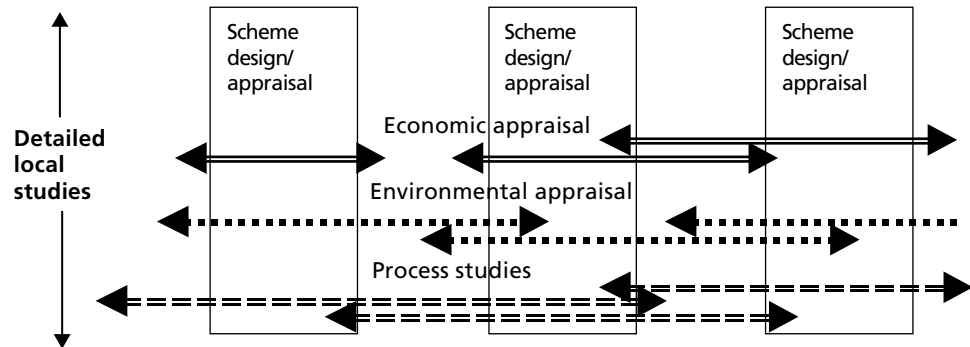 Scheme
design/
appraisal
Scheme
design/
appraisal
Scheme
design/
appraisal
Economic appraisal
Detailed
local
studies
Environmental appraisal
Process studies